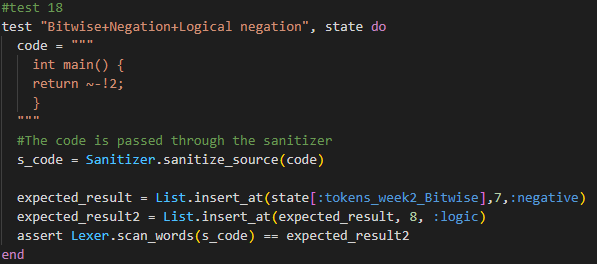 #test 18
test "Bitwise+Negation+Logical negation", state do
code = """
int main() {
return ~-!2;
}
"""
#The code is passed through the sanitizer
s_code = Sanitizer.sanitize_source(code)
expected_result = List.insert_at(state[:tokens_week2_Bitwise],7,:negative)
expected_result2 = List.insert_at(expected_result, 8, :logic)
assert Lexer.scan_words(s_code) == expected_result2
end